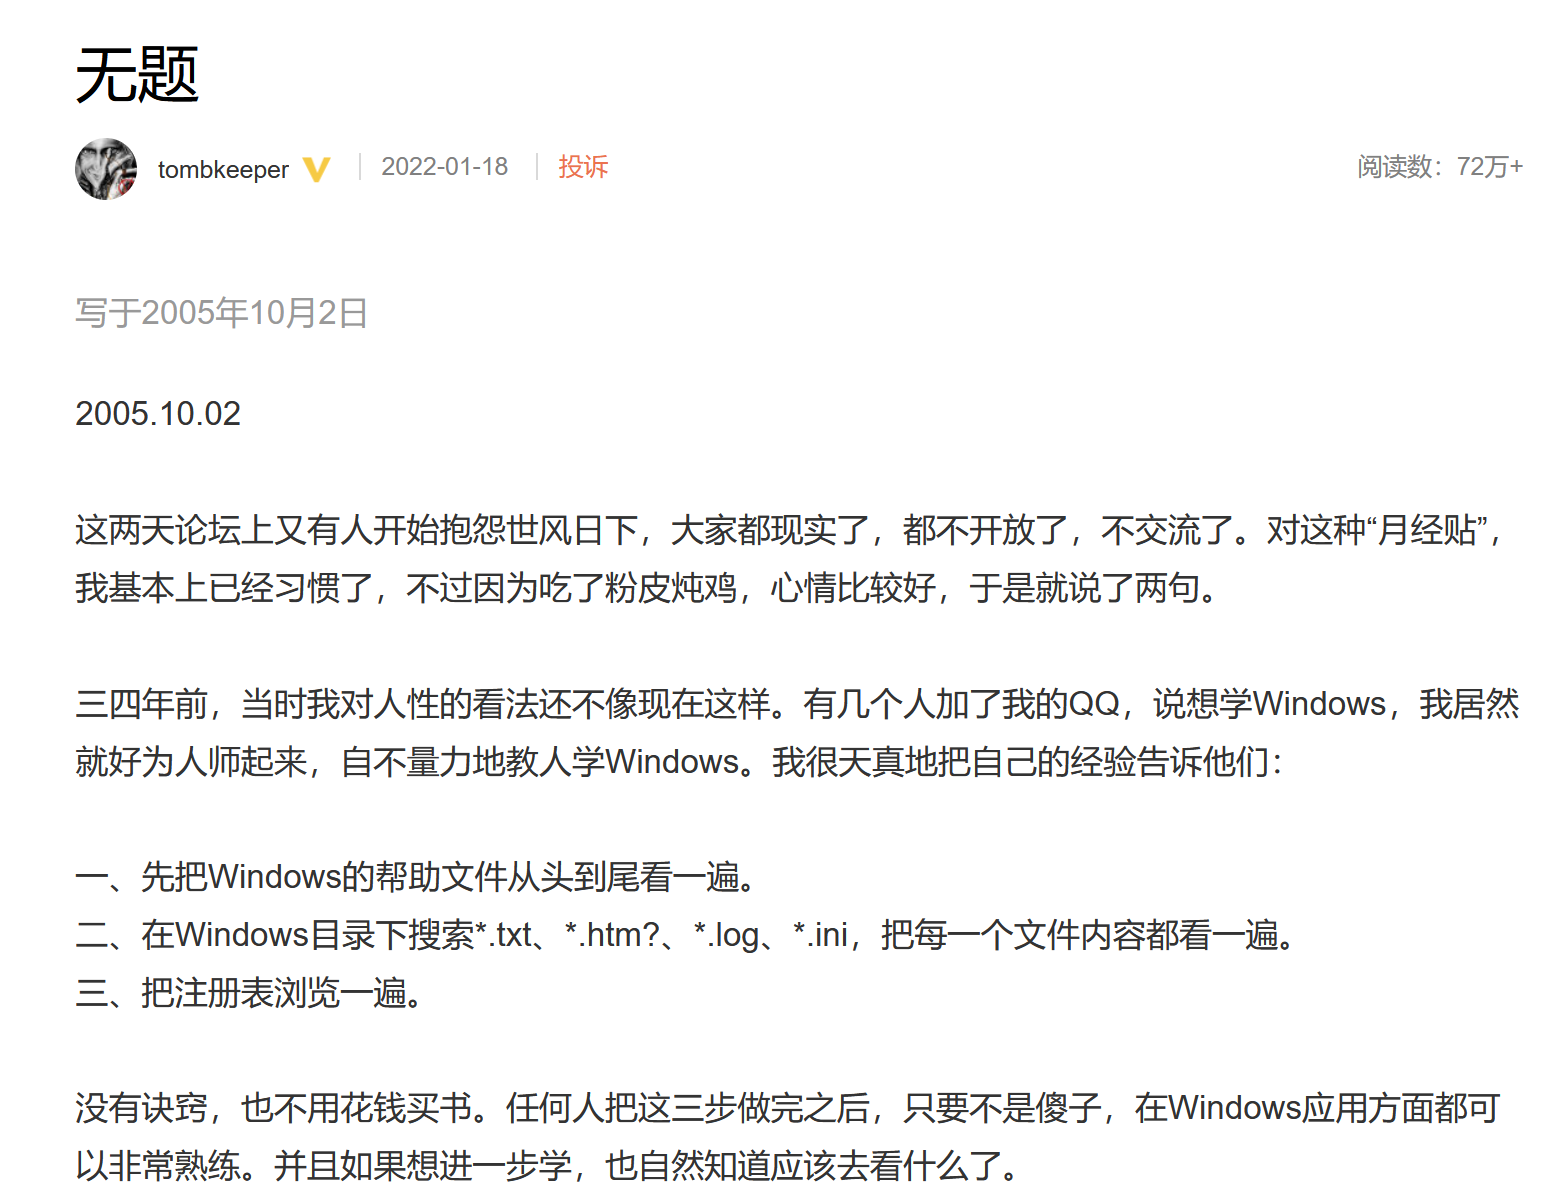 无题
tombkeeper 2022-01-18 投诉 阅读数：72万+
写于2005年10月2日
2005.10.02
这两天论坛上又有人开始抱怨世风日下，大家都现实了，都不开放了，不交流了。对这种“月经贴”，
我基本上已经习惯了，不过因为吃了粉皮炖鸡，心情比较好，于是就说了两句。
三四年前，当时我对人性的看法还不像现在这样。有几个人加了我的QQ，说想学Windows，我居然
就好为人师起来，自不量力地教人学Windows。我很天真地把自己的经验告诉他们：
一、先把Windows的帮助文件从头到尾看一遍。
二、在Windows目录下搜索*.txt、*.htm?、*.log、*.ini，把每一个文件内容都看一遍。
三、把注册表浏览一遍。
没有诀窍，也不用花钱买书。任何人把这三步做完之后，只要不是傻子，在Windows应用方面都可
以非常熟练。并且如果想进一步学，也自然知道应该去看什么了。